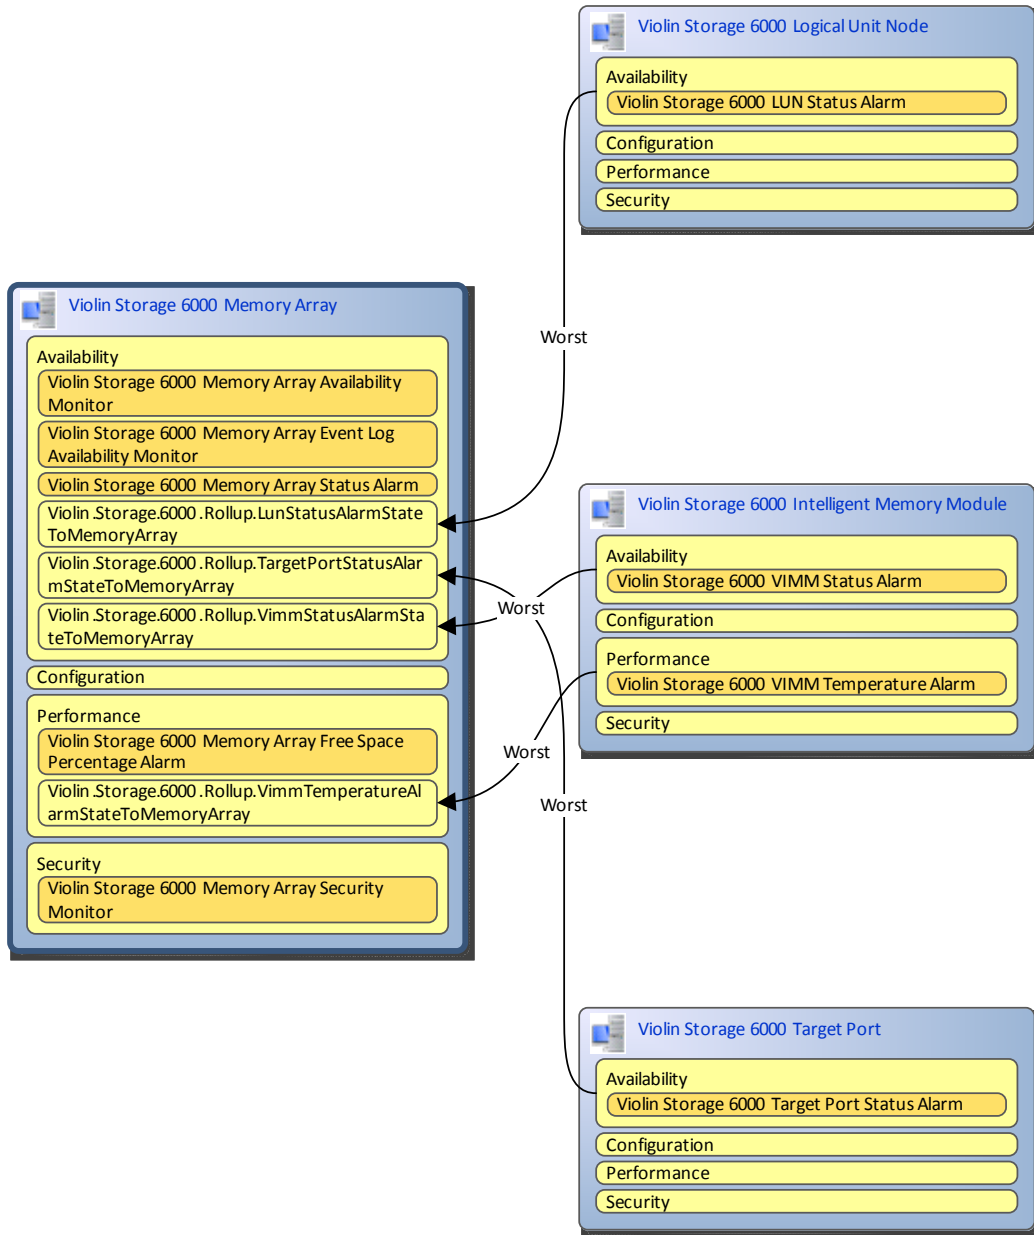 Violin Storage 6000 Logical Unit Node
Availability
Violin Storage 6000 LUN Status Alarm
Configuration
Performance
Security
Worst
Violin Storage 6000 Memory Array
Availability
Violin Storage 6000 Memory Array Availability
Monitor
Violin Storage 6000 Memory Array Event Log
Availability Monitor
Violin Storage 6000 Memory Array Status Alarm
Violin.Storage.6000.Rollup.LunStatusAlarmState
ToMemoryArray
Violin.Storage.6000.Rollup.TargetPortStatusAlar
mStateToMemoryArray
Violin.Storage.6000.Rollup.VimmStatusAlarmSta
teToMemoryArray
Configuration
Performance
Violin Storage 6000 Memory Array Free Space
Percentage Alarm
Violin.Storage.6000.Rollup.VimmTemperatureAl
armStateToMemoryArray
Security
Violin Storage 6000 Memory Array Security
Monitor
Worst
Worst
Worst
Violin Storage 6000 Intelligent Memory Module
Availability
Violin Storage 6000 VIMM Status Alarm
Configuration
Performance
Violin Storage 6000 VIMM Temperature Alarm
Security
Violin Storage 6000 Target Port
Availability
Violin Storage 6000 Target Port Status Alarm
Configuration
Performance
Security